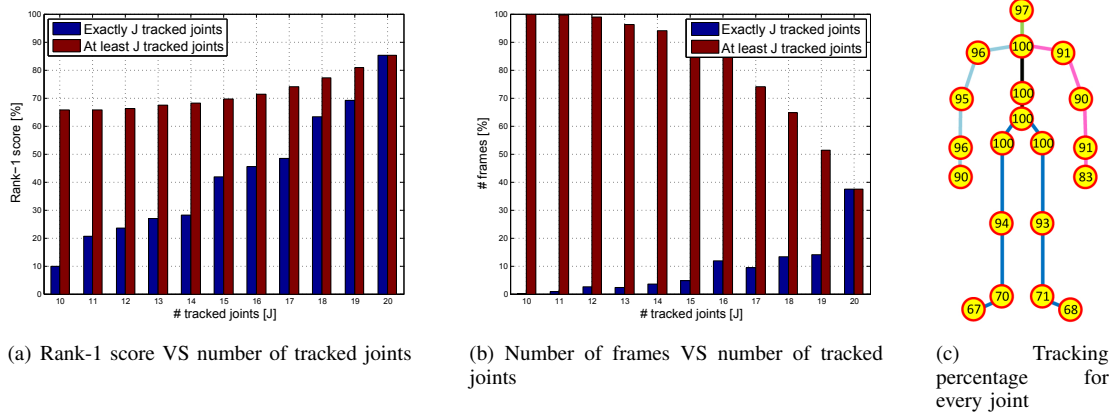 Exactly J tracked joints
At least J tracked joints
Rank−1 score [%]
100
90
80
70
60
50
40
30
20
10
0
10 11 12 13 14 15 16 17 18 19 20
# tracked joints [J]
(a) Rank-1 score VS number of tracked joints
Exactly J tracked joints
At least J tracked joints
# frames [%]
100
90
80
70
60
50
40
30
20
10
0
10 11 12 13 14 15 16 17 18 19 20
# tracked joints [J]
(b) Number of frames VS number of tracked
joints
97
96 100 91
95 100 90
100
96 100 100 91
90 83
94 93
67 70 71 68
(c) Tracking
percentage for
every joint